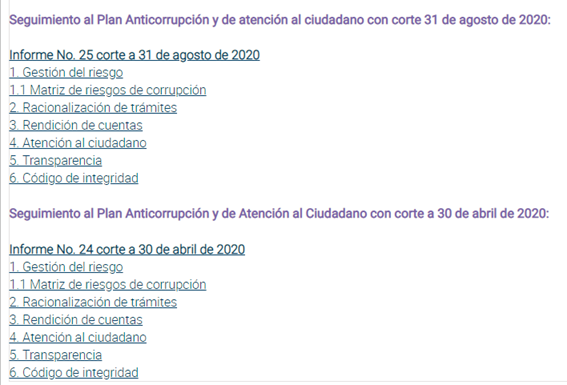 Seguimiento al Plan Anticorrupción y de atención al ciudadano con corte 31 de agosto de 2020:
Informe No. 25 corte a 31 de agosto de 2020
1. Gestión del riesgo
1.1 Matriz de riesgos de corrupción
2. Racionalización de trámites
3. Rendición de cuentas
4. Atención al ciudadano
5. Transparencia
6. Código de integridad
Seguimiento al Plan Anticorrupción y de Atención al Ciudadano con corte a 30 de abril de 2020:
Informe No. 24 corte a 30 de abril de 2020
1. Gestión del riesgo
1.1 Matriz de riesgos de corrupción
2. Racionalización de trámites
3. Rendición de cuentas
4. Atención al ciudadano
5. Transparencia
6. Código de integridad